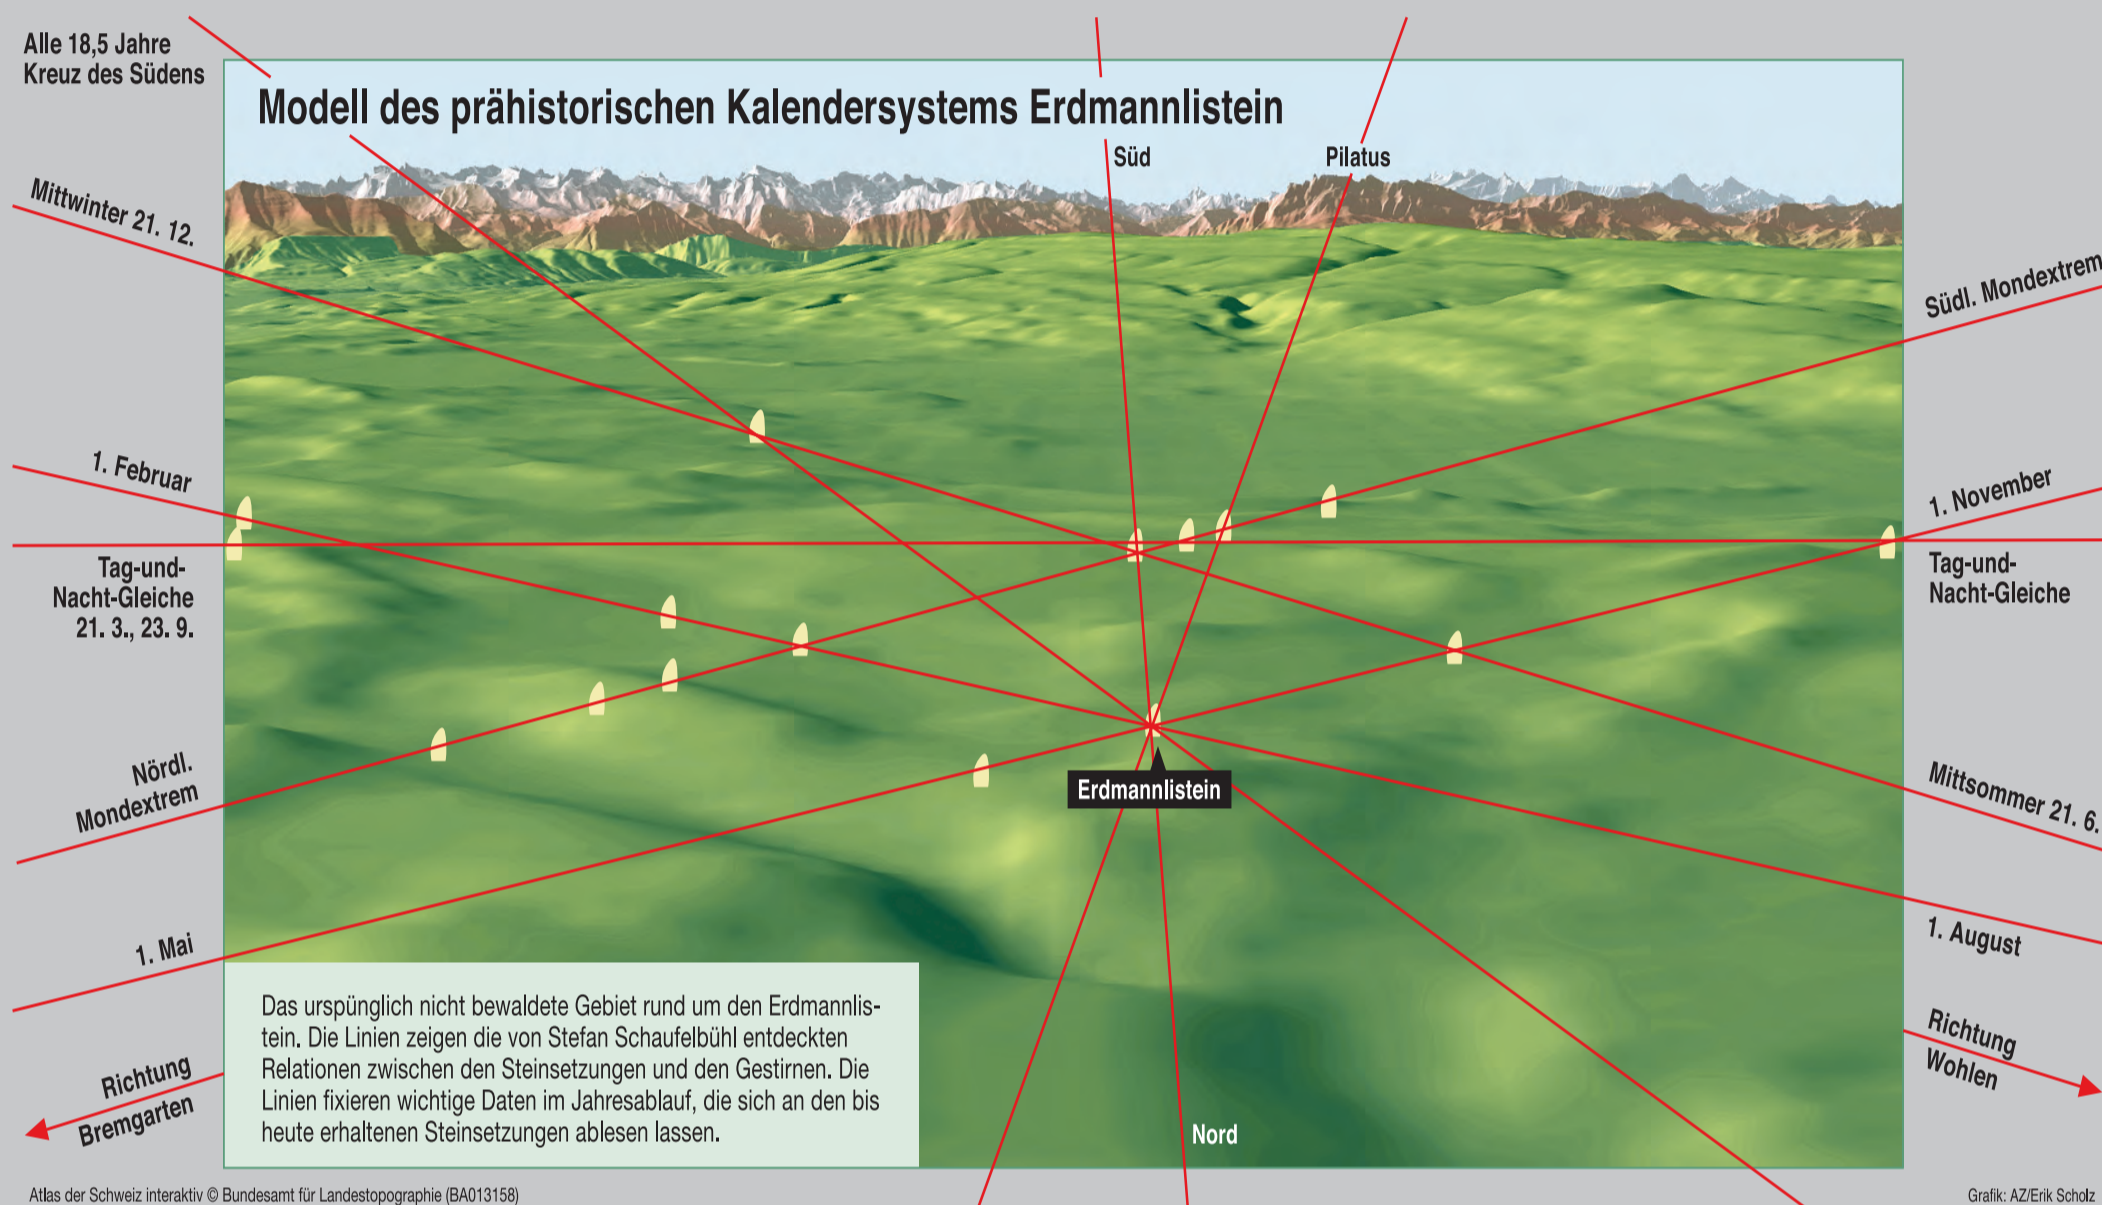 Alle 18,5 Jahre
Kreuz des Südens
Modell des prähistorischen Kalendersystems Erdmannlistein
Süd
Pilatus
Mittwinter 21. 12.
Südl. Mondextrem
1. Februar
1. November
Tag-und-
Nacht-Gleiche
21. 3., 23. 9.
Tag-und-
Nacht-Gleiche
Nördl.
Mondextrem
Erdmannlistein
Mittsommer 21. 6.
1. Mai
1. August
Das urspünglich nicht bewaldete Gebiet rund um den Erdmannlis-
tein. Die Linien zeigen die von Stefan Schaufelbühl entdeckten
Relationen zwischen den Steinsetzungen und den Gestirnen. Die
Linien fixieren wichtige Daten im Jahresablauf, die sich an den bis
heute erhaltenen Steinsetzungen ablesen lassen.
Richtung
Bremgarten
Richtung
Wohlen
Nord
Atlas der Schweiz interaktiv © Bundesamt für Landestopographie (BA013158)
Grafik: AZ/Erik Scholz